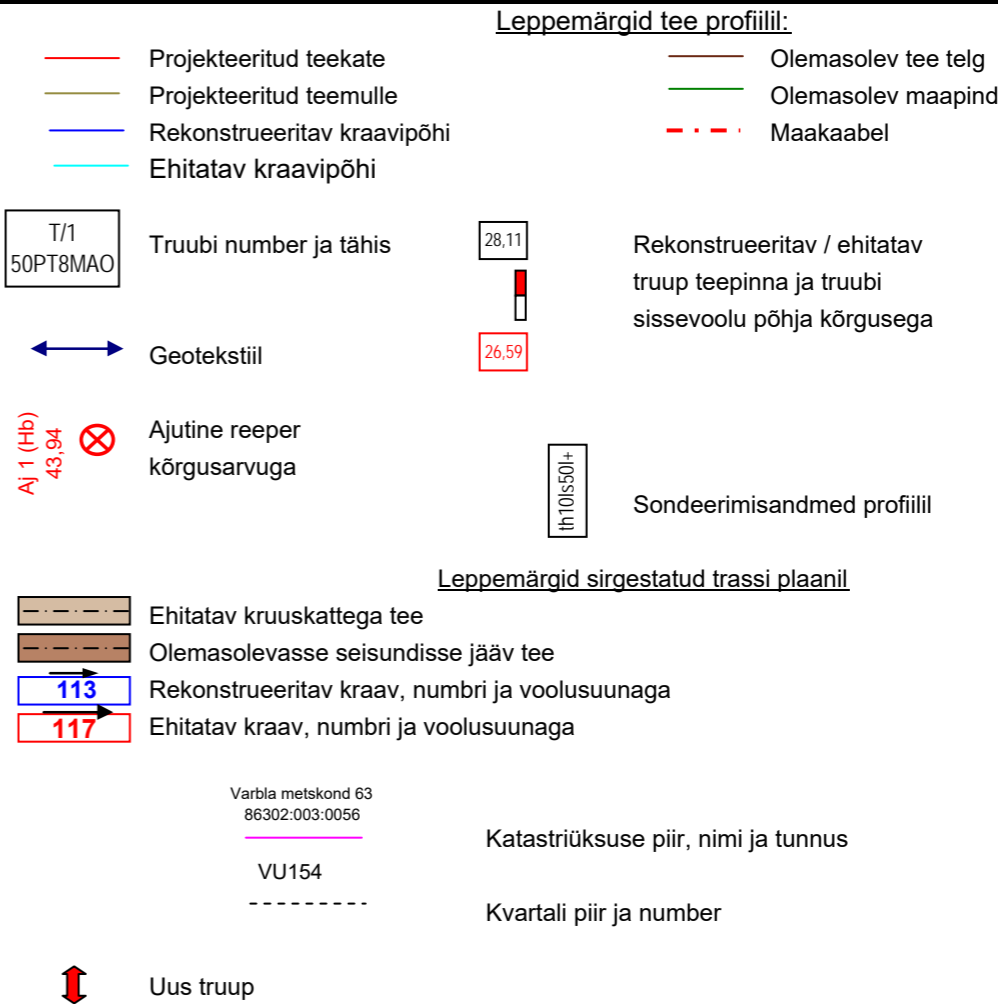 Leppemärgid tee profiilil:
Projekteeritud teekate
Olemasolev tee telg
Projekteeritud teemulle
Olemasolev maapind
Rekonstrueeritav kraavipõhi
Maakaabel
Ehitatav kraavipõhi
T/1
50PT8MAO
Truubi number ja tähis
28,11
Rekonstrueeritav / ehitatav
truup teepinna ja truubi
sissevoolu põhja kõrgusega
26,59
Geotekstiil
Aj 1 (Hb)
43,94
Ajutine reeper
kõrgusarvuga
th10ls50l+
Sondeerimisandmed profiilil
Leppemärgid sirgestatud trassi plaanil
Ehitatav kruuskattega tee
Olemasolevasse seisundisse jääv tee
113
Rekonstrueeritav kraav, numbri ja voolusuunaga
117
Ehitatav kraav, numbri ja voolusuunaga
Varbla metskond 63
86302:003:0056
Katastriüksuse piir, nimi ja tunnus
VU154
Kvartali piir ja number
Uus truup